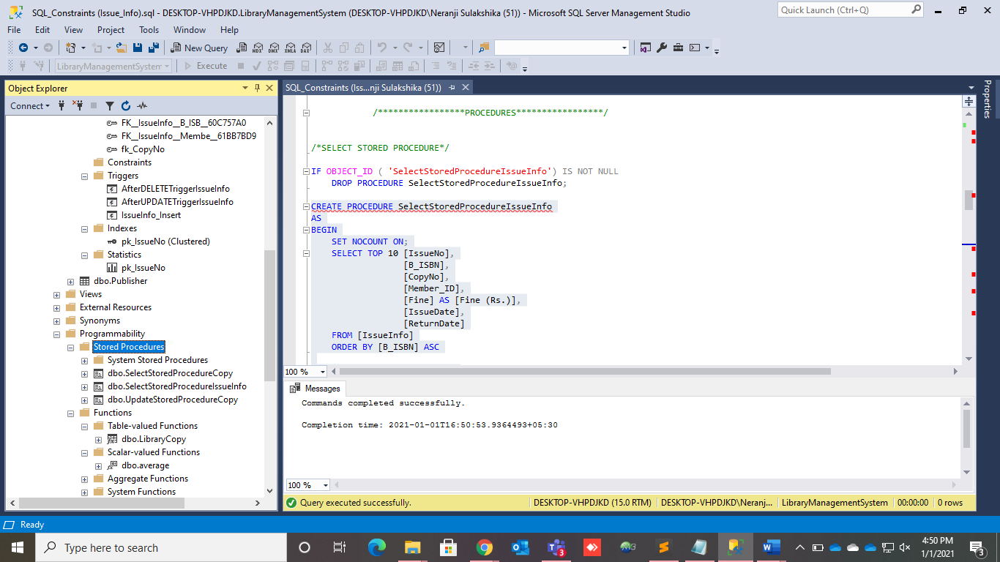 SQL_Constraints (Issue_Info).sql - DESKTOP-VHPDJKD.LibraryManagementSystem (DESKTOP-VHPDJKD\Neranji Sulakshika (51)) - Microsoft SQL Server Management Studio
Quick Launch (Ctrl+Q)
File Edit View Project Tools Window Help
New Query
MDX DMX XMLA DAX
LibraryManagementSystem
Execute
Object Explorer
Connect
FK__IssueInfo__B_ISB__60C757A0
FK__IssueInfo__Membe__61BB7BD9
fk_CopyNo
Constraints
Triggers
AfterDELETETriggerIssueInfo
AfterUPDATETriggerIssueInfo
IssueInfo_Insert
Indexes
pk_IssueNo (Clustered)
Statistics
pk_IssueNo
dbo.Publisher
Views
External Resources
Synonyms
Programmability
Stored Procedures
System Stored Procedures
dbo.SelectStoredProcedureCopy
dbo.SelectStoredProcedureIssueInfo
dbo.UpdateStoredProcedureCopy
Functions
Table-valued Functions
dbo.LibraryCopy
Scalar-valued Functions
dbo.average
Aggregate Functions
System Functions
SQL_Constraints (Iss...nji Sulakshika (51))
/*****************PROCEDURES*****************/
/*SELECT STORED PROCEDURE*/
IF OBJECT_ID ( 'SelectStoredProcedureIssueInfo') IS NOT NULL
DROP PROCEDURE SelectStoredProcedureIssueInfo;
CREATE PROCEDURE SelectStoredProcedureIssueInfo
AS
BEGIN
SET NOCOUNT ON;
SELECT TOP 10 [IssueNo],
[B_ISBN],
[CopyNo],
[Member_ID],
[Fine] AS [Fine (Rs.)],
[IssueDate],
[ReturnDate]
FROM [IssueInfo]
ORDER BY [B_ISBN] ASC
100 %
Messages
Commands completed successfully.
Completion time: 2021-01-01T16:50:53.9364493+05:30
100 %
Query executed successfully.
DESKTOP-VHPDJKD (15.0 RTM)
DESKTOP-VHPDJKD\Neranj...
LibraryManagementSystem
00:00:00
0 rows
Properties
Ready
Type here to search
3
4:50 PM
1/1/2021
3